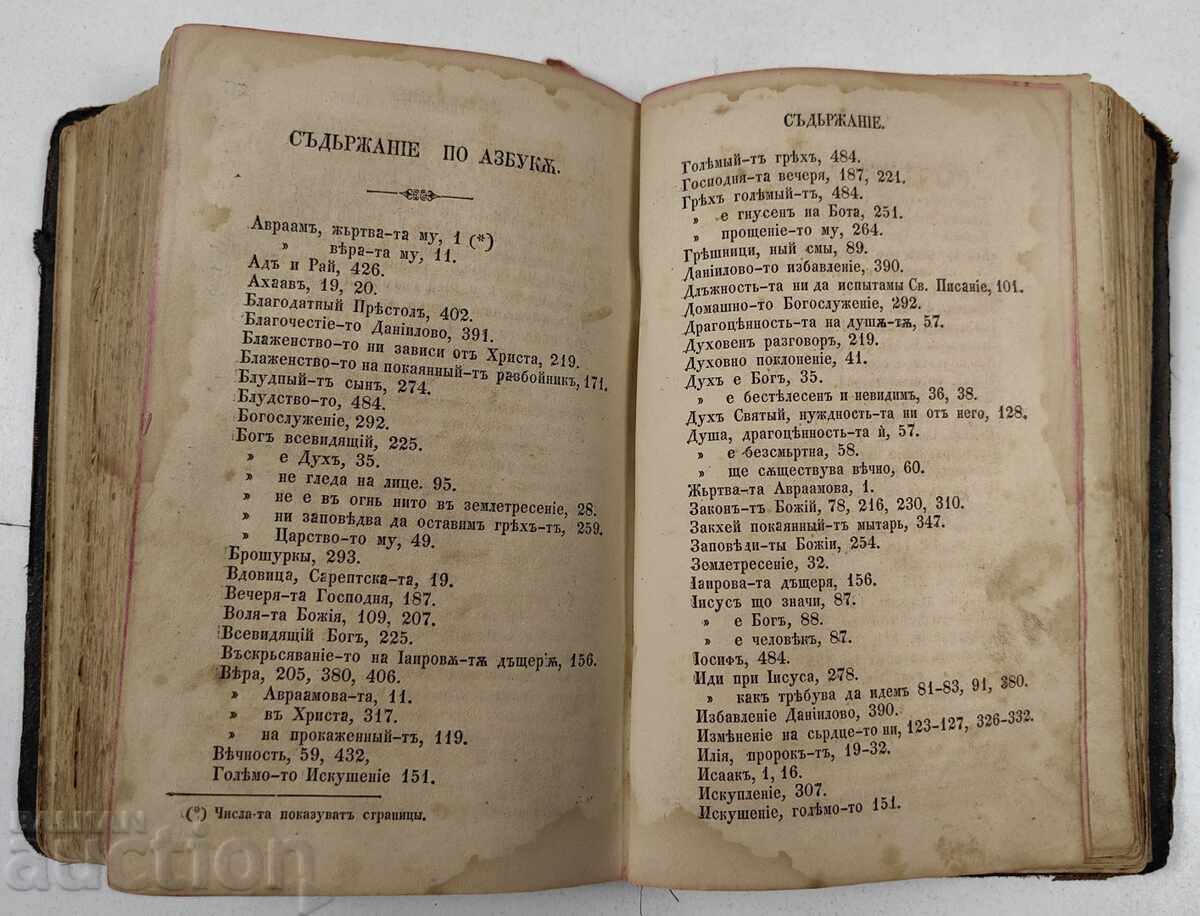 СЪДЬРЖАНІЕ ПО АЗБУКѪ.
Авраамъ, жьртва-та му, 1 (*)
» вѣра-та му, 11.
Адъ и Рай, 426.
Ахаавъ, 19, 20.
Благодатный Прѣстолъ, 402.
Благочестіе-то Даніилово, 391.
Блаженство-то ни зависи отъ Христа, 219.
Блаженство-то на покаянный-тъ разбойникъ, 171.
Блудный-тъ сынъ, 274.
Блудство-то, 484.
Богослуженіе, 292.
Богъ всевидящій, 225.
» е Духъ, 35.
» не гледа на лице. 95.
» не е въ огнь нито въ землетресеніе, 28.
» ни заповѣдва да оставимъ грѣхъ-тъ, 259.
» Царство-то му, 49.
Брошуркы, 293.
Вдовица, Сарептска-та, 19.
Вечеря-та Господня, 187.
Воля-та Божія, 109, 207.
Всевидящій Богъ, 225.
Въскрьсяваніе-то на Іаировѫ-тѫ дъщерѭ, 156.
Вѣра, 205, 380, 406.
» Авраамова-та, 11.
» въ Христа, 317.
» на прокаженный-тъ, 119.
Вѣчность, 59, 432,
Голѣмо-то Искушеніе 151.
(*) Числа-та показуватъ страницы.
СЪДЬРЖАНІЕ.
Голѣмый-тъ грѣхъ, 484.
Господня-та вечеря, 187, 221.
Грѣхъ голѣмый-тъ, 484.
» е гнусенъ на Бога, 251.
» прощеніе-то му, 264.
Грѣшници, ный смы, 89.
Даніилово-то избавленіе, 390.
Длъжность-та ни да испытамы Св. Писаніе, 101.
Домашно-то Богослуженіе, 292.
Драгоцѣнность-та на душѫ-тѫ, 57.
Духовенъ разговоръ, 219.
Духовно поклоненіе, 41.
Духъ е Богъ, 35.
» е бестѣлесенъ и невидимъ, 36, 38.
Духъ Святый, нуждность-та ни отъ него, 128.
Душа, драгоцѣнность-та ѝ, 57.
» е безсмьртна, 58.
» ще сѫществува вѣчно, 60.
Жьртва-та Авраамова, 1.
Законъ-тъ Божій, 78, 216, 230, 310.
Закхей покаянный-тъ мытарь, 347.
Заповѣди-ты Божіи, 254.
Землетресеніе, 32.
Іаирова-та дъщеря, 156.
Іисусъ що значи, 87.
» е Богъ, 88.
» е человѣкъ, 87.
Іосифъ, 484.
Иди при Іисуса, 278.
» какъ трѣбува да идемъ 81-83, 91, 380.
Избавленіе Даніилово, 390.
Измѣненіе на сьрдце-то ни, 123-127, 326-332.
Илія, пророкъ-тъ, 19-32.
Исаакъ, 1, 16.
Искупленіе, 307.
Искушеніе, голѣмо-то 151.
BALKAN
auction